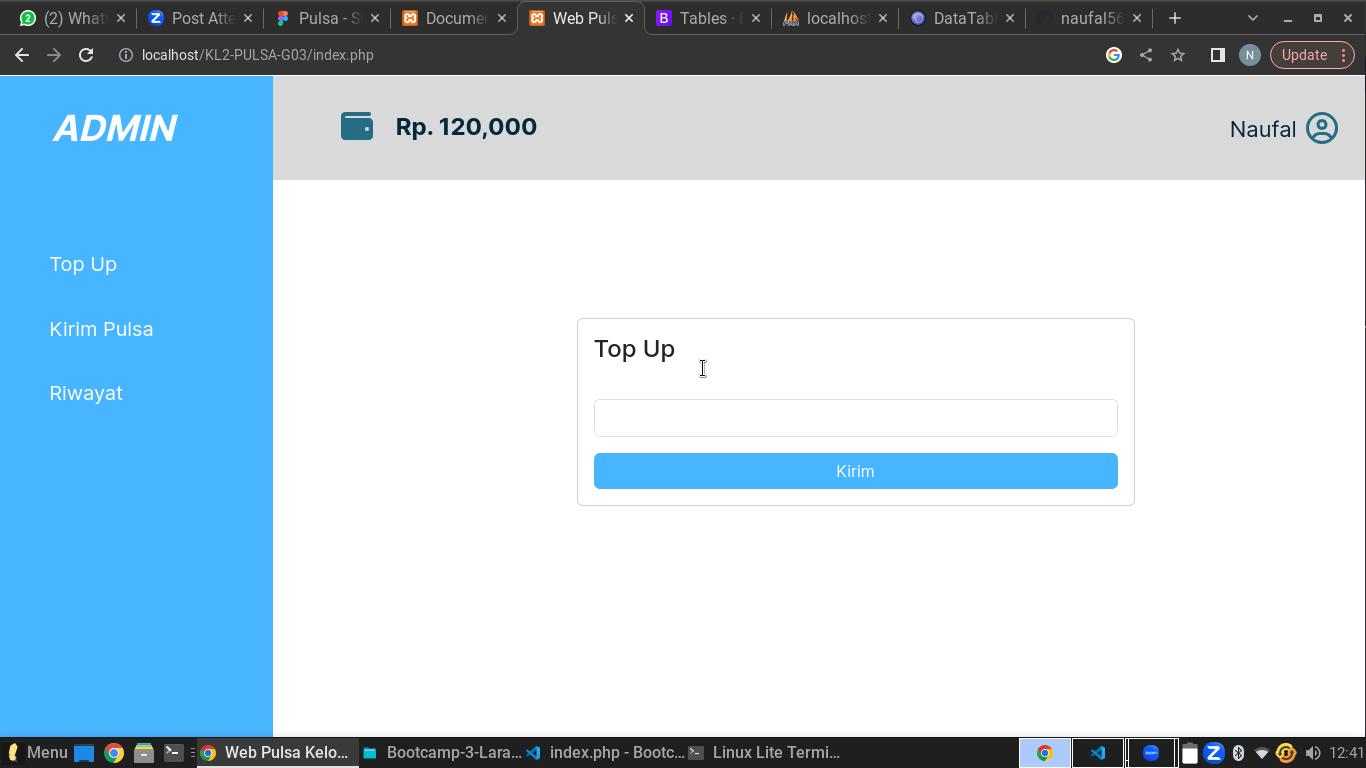 (2) What
Post Atte
Pulsa - S
Docume
Web Puls
Tables ·
localhos
DataTab
naufal56
localhost/KL2-PULSA-G03/index.php
N
Update
ADMIN
Rp. 120,000
Naufal
Top Up
Kirim Pulsa
Riwayat
Top Up
Kirim
Menu
Web Pulsa Kelo...
Bootcamp-3-Lara...
index.php - Bootc...
Linux Lite Termi...
12:41